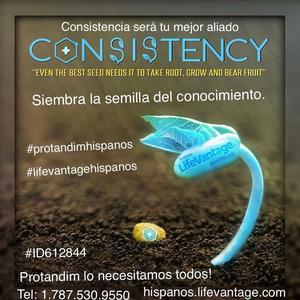 Consistencia será tu mejor aliado
CONSISTENCY
"EVEN THE BEST SEED NEEDS IT TO TAKE ROOT, GROW AND BEAR FRUIT"
Siembra la semilla del conocimiento.
#protandimhispanos
LifeVantage
#lifevantagehispanos
#ID612844
Protandim lo necesitamos todos!
Tel: 1.787.530.9550 hispanos.lifevantage.com